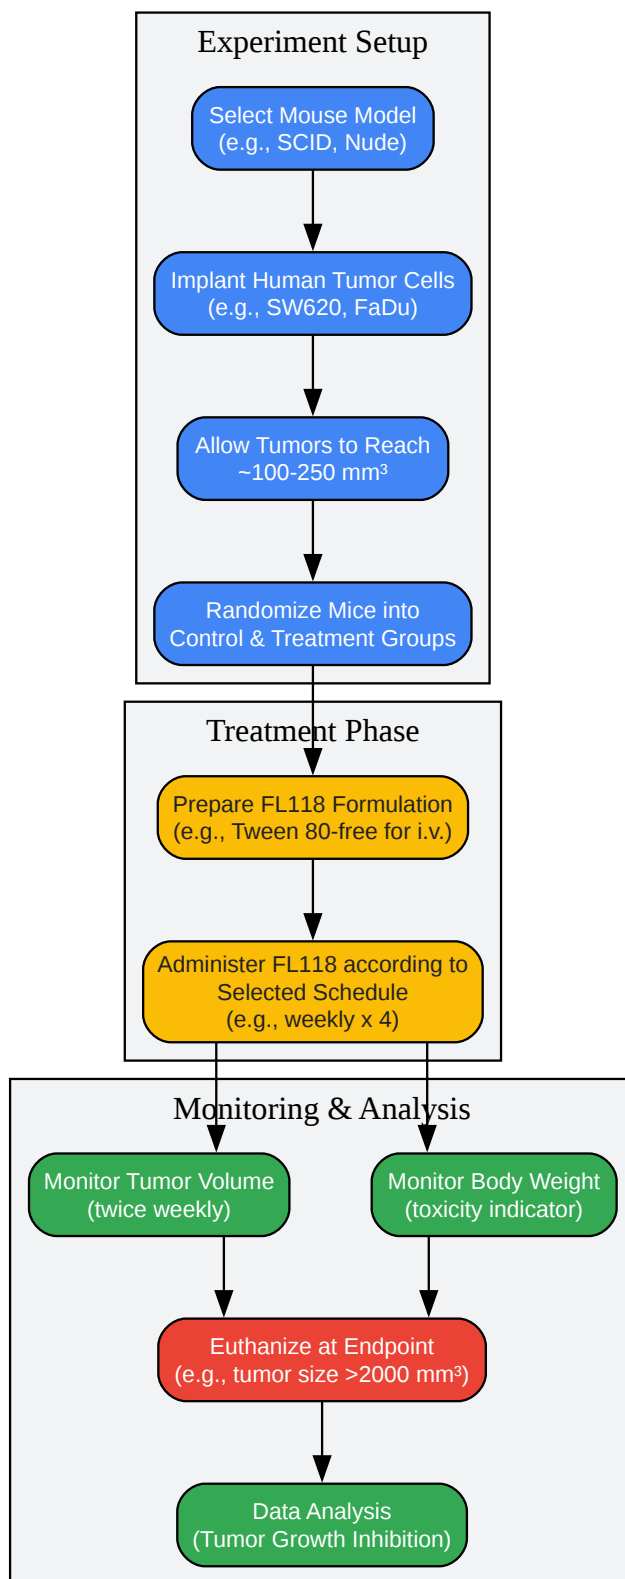 Experiment Setup
Select Mouse Model
(e.g., SCID, Nude)
Implant Human Tumor Cells
(e.g., SW620, FaDu)
Allow Tumors to Reach
~100-250 mm³
Randomize Mice into
Control & Treatment Groups
Treatment Phase
Prepare FL118 Formulation
(e.g., Tween 80-free for i.v.)
Administer FL118 according to
Selected Schedule
(e.g., weekly x 4)
Monitoring & Analysis
Monitor Tumor Volume
(twice weekly)
Monitor Body Weight
(toxicity indicator)
Euthanize at Endpoint
(e.g., tumor size >2000 mm³)
Data Analysis
(Tumor Growth Inhibition)